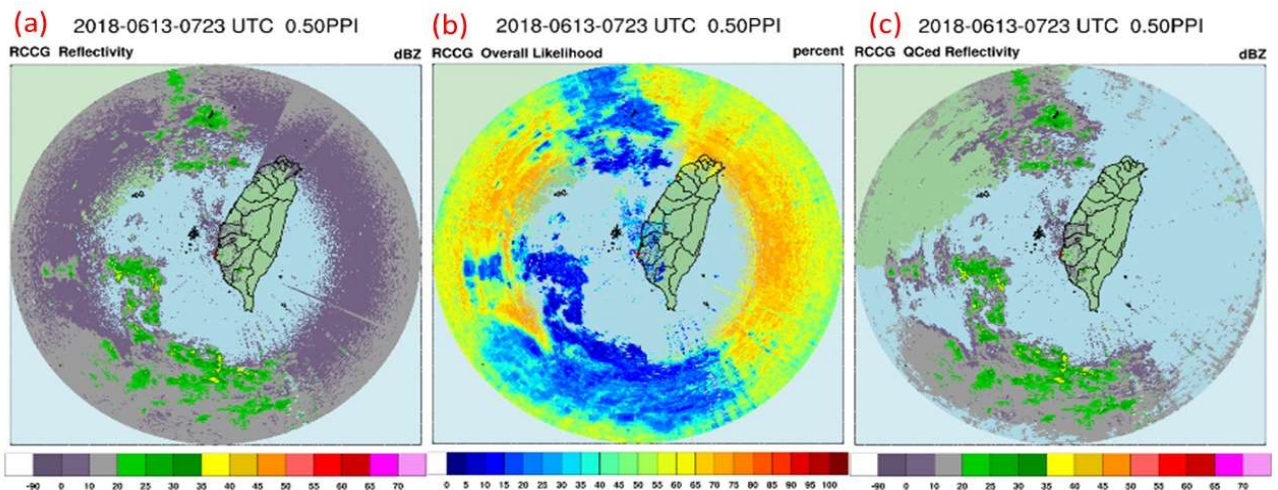 (a)
2018-0613-0723 UTC 0.50PPI
RCCG Reflectivity
dBZ
-90 0 10 20 25 30 35 40 45 50 55 60 65 70
(b)
2018-0613-0723 UTC 0.50PPI
RCCG Overall Likelihood
percent
0 5 10 15 20 25 30 35 40 45 50 55 60 65 70 75 80 85 90 95 100
(c)
2018-0613-0723 UTC 0.50PPI
RCCG QCed Reflectivity
dBZ
-90 0 10 20 25 30 35 40 45 50 55 60 65 70